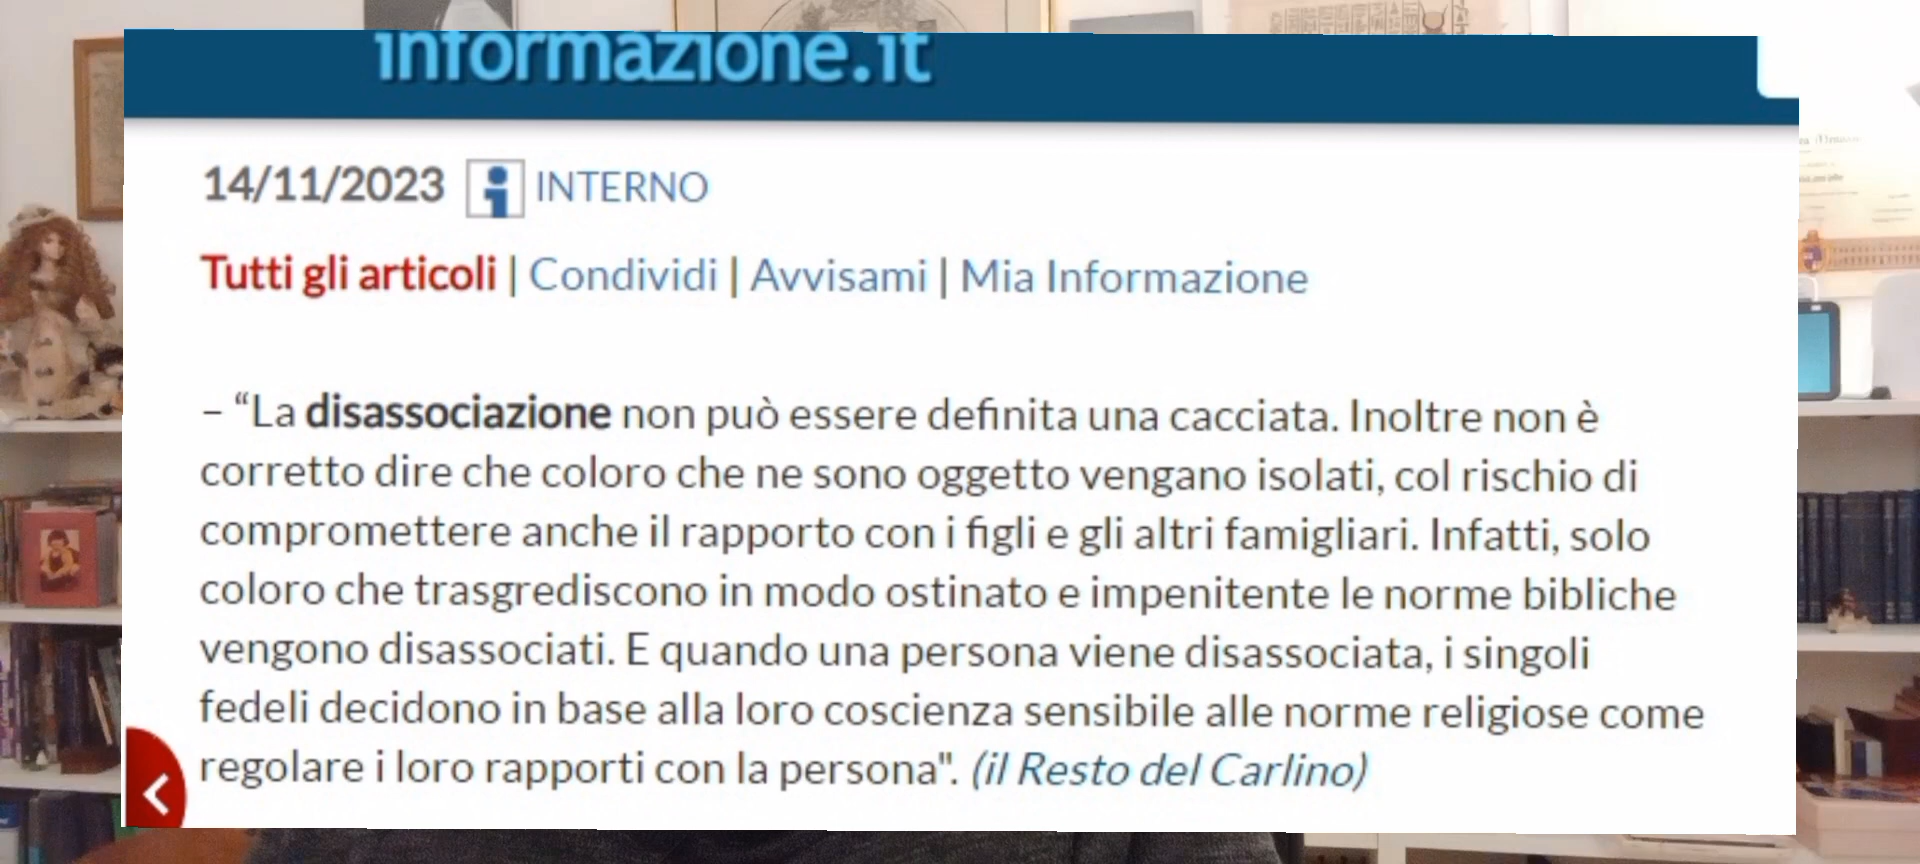 informazione.it
14/11/2023 i INTERNO
Tutti gli articoli | Condividi | Avvisami | Mia Informazione
– “La disassociazione non può essere definita una cacciata. Inoltre non è
corretto dire che coloro che ne sono oggetto vengano isolati, col rischio di
compromettere anche il rapporto con i figli e gli altri famigliari. Infatti, solo
coloro che trasgrediscono in modo ostinato e impenitente le norme bibliche
vengono disassociati. E quando una persona viene disassociata, i singoli
fedeli decidono in base alla loro coscienza sensibile alle norme religiose come
regolare i loro rapporti con la persona". (il Resto del Carlino)